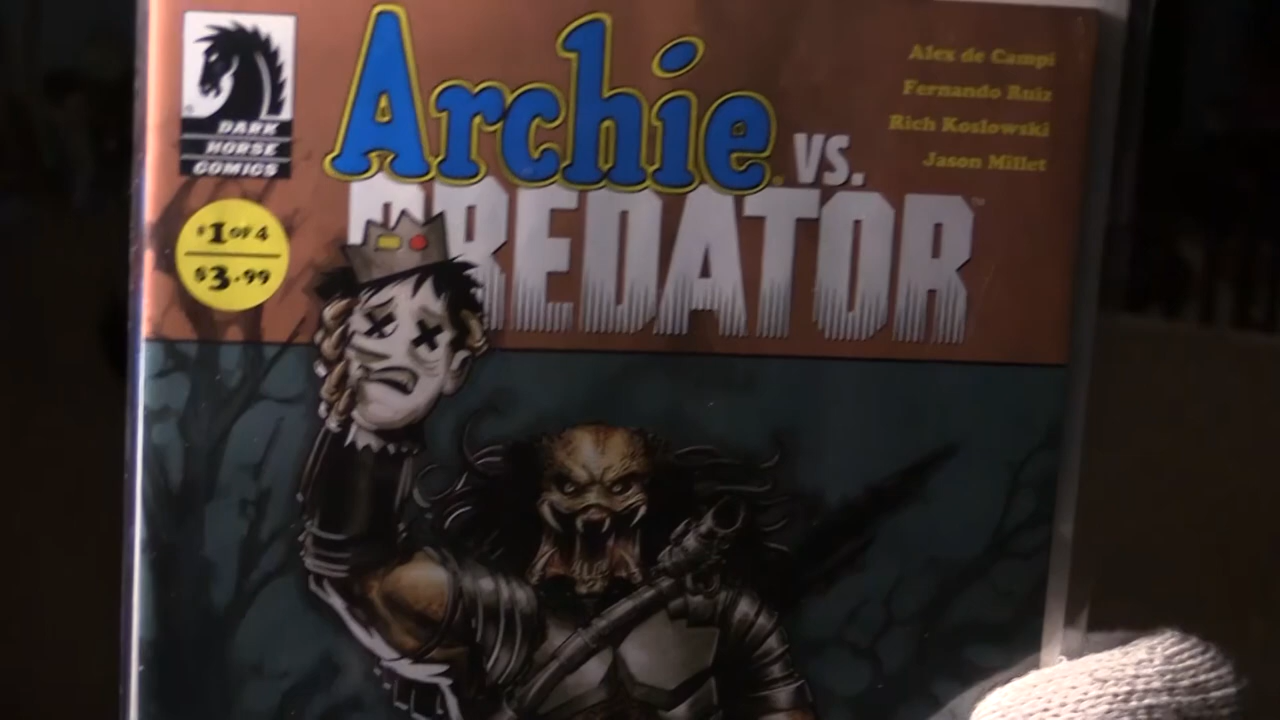 DARK
HORSE
COMICS
Archie vs.
PREDATOR™
Alex de Campi
Fernando Ruiz
Rich Koslowski
Jason Millet
#1 OF 4
$3.99